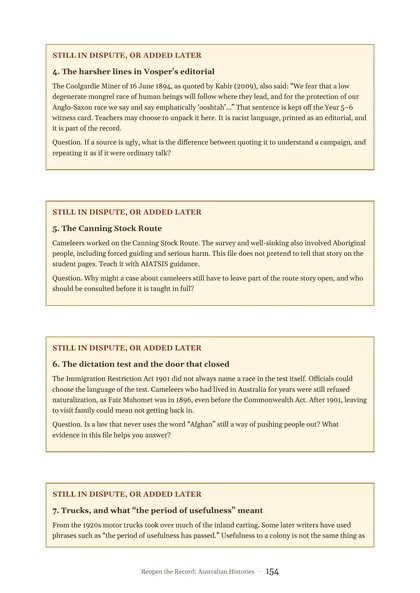 STILL IN DISPUTE, OR ADDED LATER
4. The harsher lines in Vosper's editorial
The Coolgardie Miner of 16 June 1894, as quoted by Kabir (2009), also said: "We fear that a low
degenerate mongrel race of human beings will follow where they lead, and for the protection of our
Anglo-Saxon race we say and say emphatically 'ooshtah'..." That sentence is kept off the Year 5–6
witness card. Teachers may choose to unpack it here. It is racist language, printed as an editorial, and
it is part of the record.
Question. If a source is ugly, what is the difference between quoting it to understand a campaign, and
repeating it as if it were ordinary talk?
STILL IN DISPUTE, OR ADDED LATER
5. The Canning Stock Route
Cameleers worked on the Canning Stock Route. The survey and well-sinking also involved Aboriginal
people, including forced guiding and serious harm. This file does not pretend to tell that story on the
student pages. Teach it with AIATSIS guidance.
Question. Why might a case about cameleers still have to leave part of the route story open, and who
should be consulted before it is taught in full?
STILL IN DISPUTE, OR ADDED LATER
6. The dictation test and the door that closed
The Immigration Restriction Act 1901 did not always name a race in the test itself. Officials could
choose the language of the test. Cameleers who had lived in Australia for years were still refused
naturalization, as Faiz Mahomet was in 1896, even before the Commonwealth Act. After 1901, leaving
to visit family could mean not getting back in.
Question. Is a law that never uses the word "Afghan" still a way of pushing people out? What
evidence in this file helps you answer?
STILL IN DISPUTE, OR ADDED LATER
7. Trucks, and what "the period of usefulness" meant
From the 1920s motor trucks took over much of the inland carting. Some later writers have used
phrases such as "the period of usefulness has passed." Usefulness to a colony is not the same thing as
Reopen the Record: Australian Histories · 154